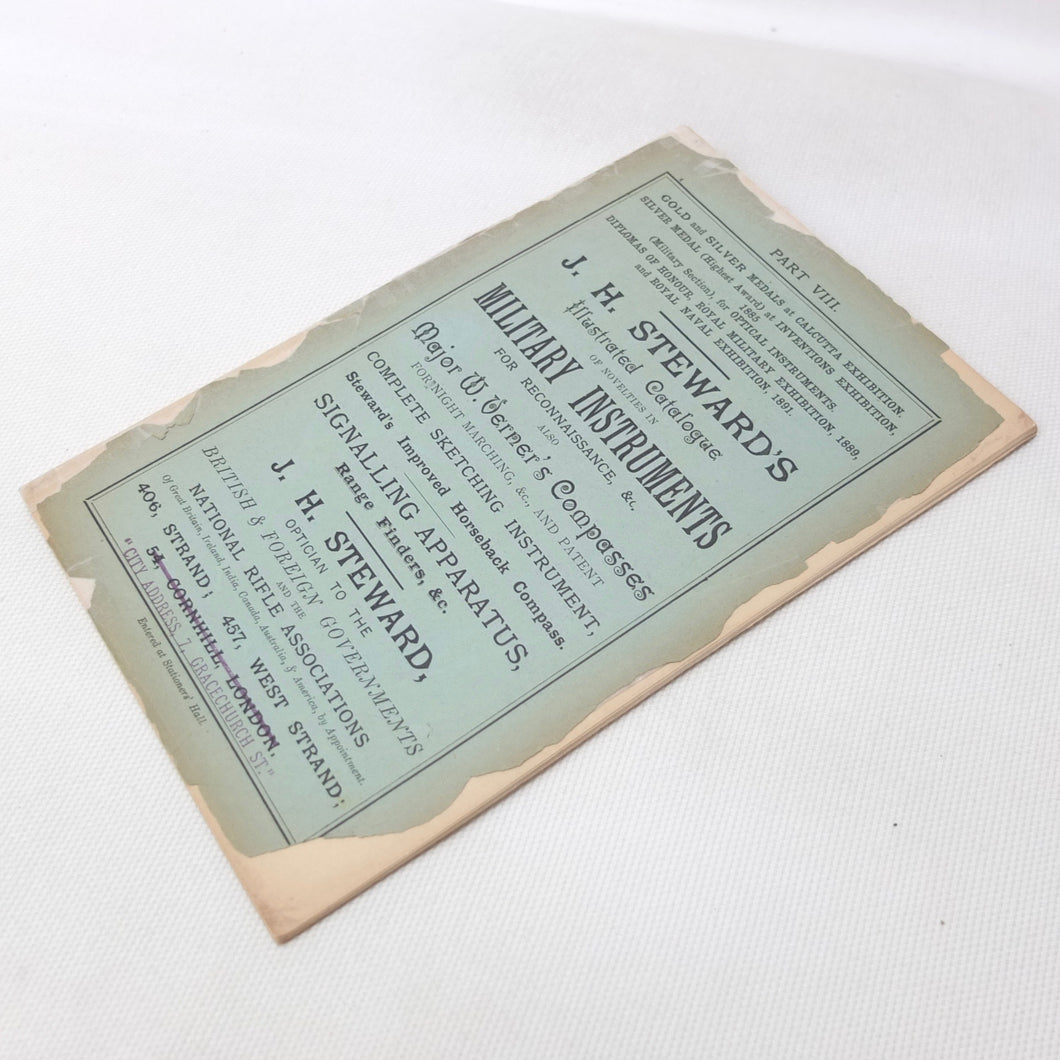 PART VIII.
GOLD and SILVER MEDALS at CALCUTTA EXHIBITION.
SILVER MEDAL (Highest Award) at INVENTIONS EXHIBITION,
1885
(Military Section), for OPTICAL INSTRUMENTS.
DIPLOMAS OF HONOUR, ROYAL MILITARY EXHIBITION, 1889,
and ROYAL NAVAL EXHIBITION, 1891.
J. H. STEWARD'S
Illustrated Catalogue
OF NOVELTIES IN
MILITARY INSTRUMENTS
FOR RECONNAISSANCE, &c.
ALSO
Major W. Verner's Compasses
FOR NIGHT MARCHING, &c., AND PATENT
COMPLETE SKETCHING INSTRUMENT,
Steward's Improved Horseback Compass.
SIGNALLING APPARATUS,
Range Finders, &c.
J. H. STEWARD,
OPTICIAN TO THE
BRITISH & FOREIGN GOVERNMENTS
AND THE
NATIONAL RIFLE ASSOCIATIONS
Of Great Britain, Ireland, India, Canada, Australia, & America, by Appointment.
406, STRAND; 457, WEST STRAND;
54, CORNHILL, LONDON.
"CITY ADDRESS, 7, GRACECHURCH ST."
Entered at Stationers' Hall.